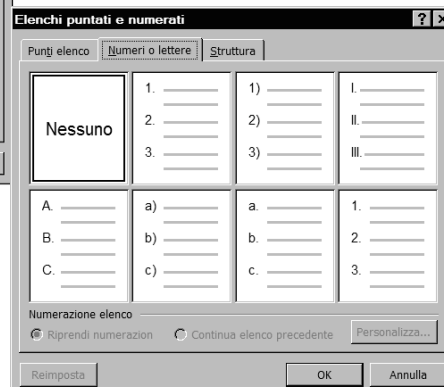 Elenchi puntati e numerati
Punti elenco Numeri o lettere Struttura
Nessuno
1.
2.
3.
1)
2)
3)
I.
II.
III.
A.
B.
C.
a)
b)
c)
a.
b.
c.
1.
2.
3.
Numerazione elenco
Riprendi numerazion Continua elenco precedente Personalizza...
Reimposta OK Annulla